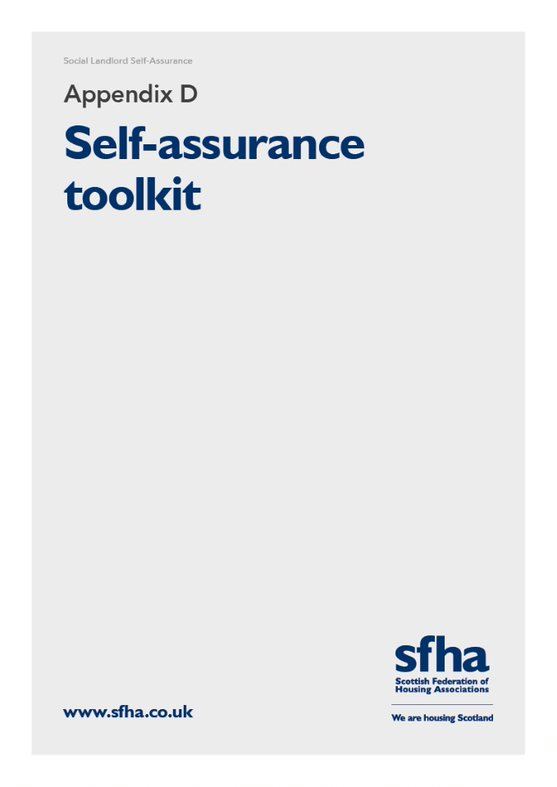 Social Landlord Self-Assurance
Appendix D
Self-assurance
toolkit
sfha
Scottish Federation of
Housing Associations
www.sfha.co.uk
We are housing Scotland